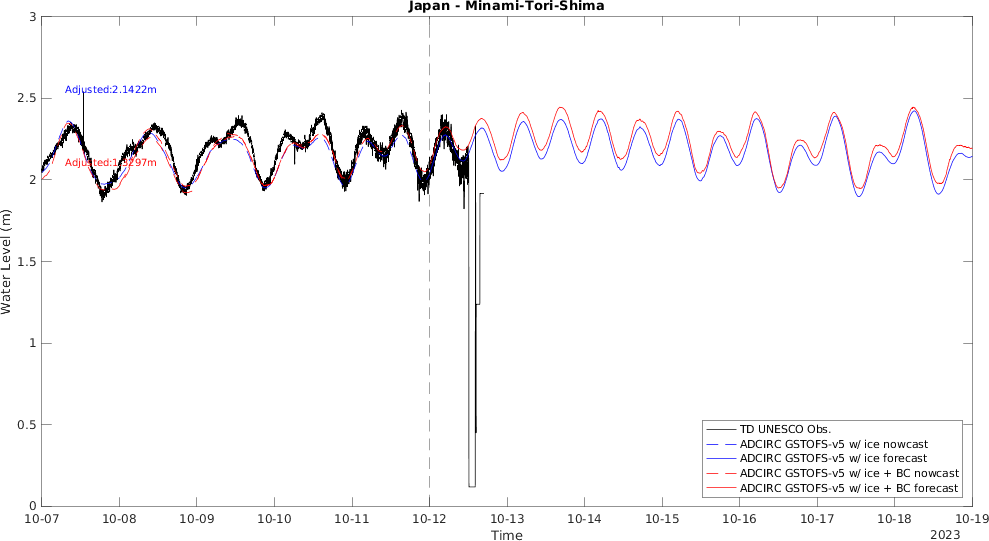 Japan - Minami-Tori-Shima
3
2.5
2
1.5
1
0.5
0
Water Level (m)
Adjusted:2.1422m
10-07
10-08
10-09
10-10
10-11
10-12
10-13
10-14
10-15
10-16
10-17
10-18
10-19
Time
2023
TD UNESCO Obs.
ADCIRC GSTOFS-v5 w/ ice nowcast
ADCIRC GSTOFS-v5 w/ ice forecast
ADCIRC GSTOFS-v5 w/ ice + BC nowcast
ADCIRC GSTOFS-v5 w/ ice + BC forecast